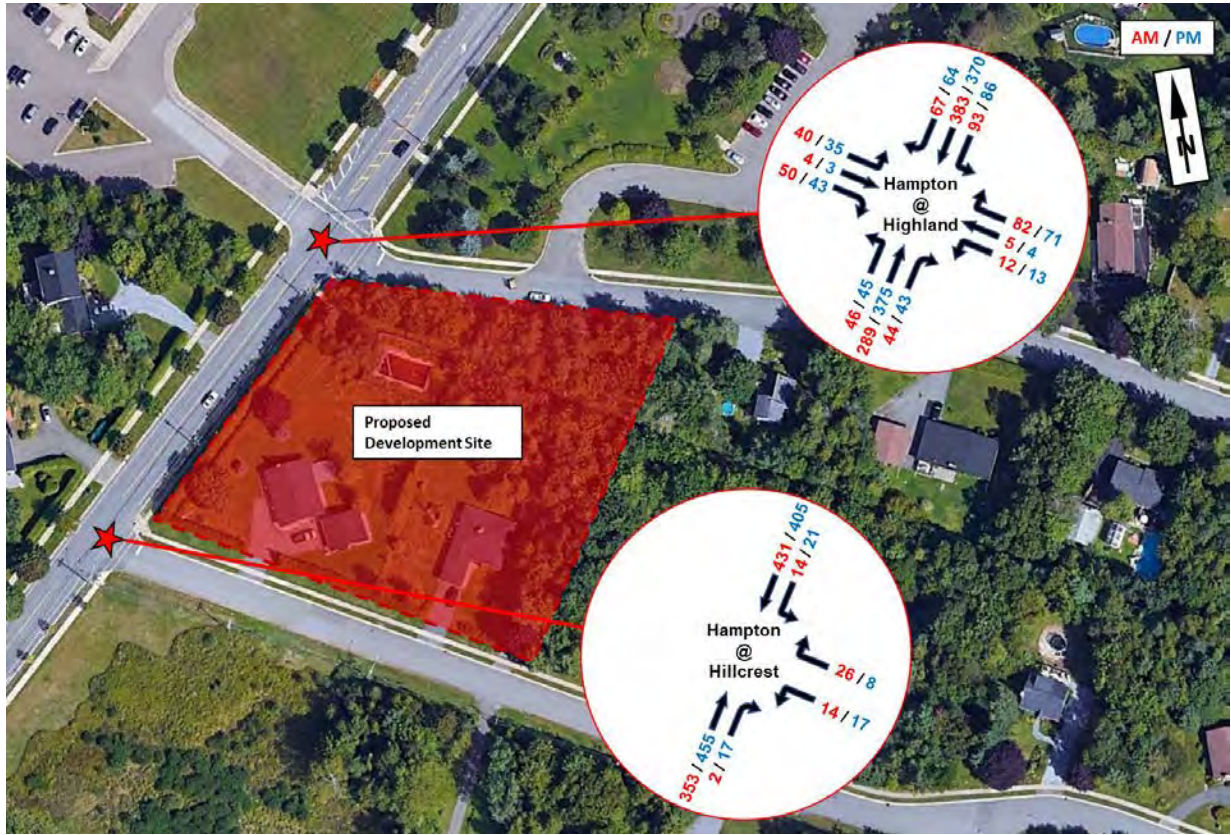 AM / PM
N
67 / 64
383 / 370
93 / 86
40 / 35
4 / 3
50 / 43
Hampton
@
Highland
82 / 71
5 / 4
12 / 13
46 / 45
289 / 375
44 / 43
Proposed
Development Site
431 / 405
14 / 21
Hampton
@
Hillcrest
26 / 8
14 / 17
353 / 455
2 / 17